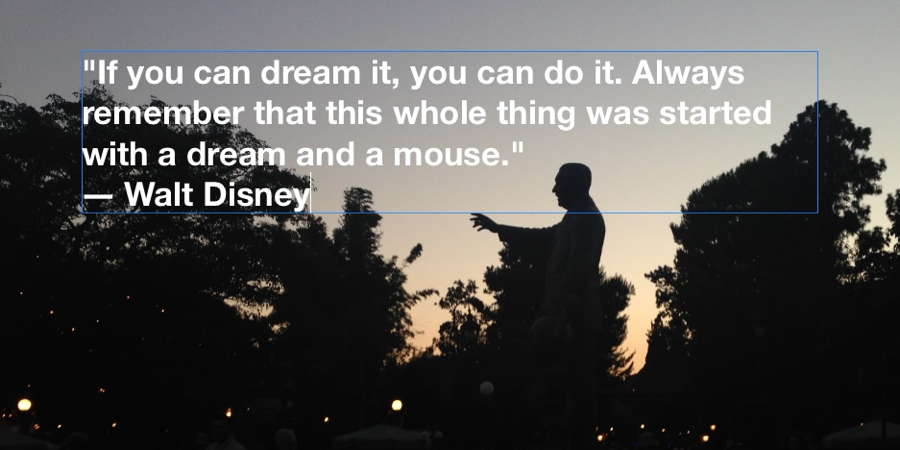 "If you can dream it, you can do it. Always
remember that this whole thing was started
with a dream and a mouse."
— Walt Disney